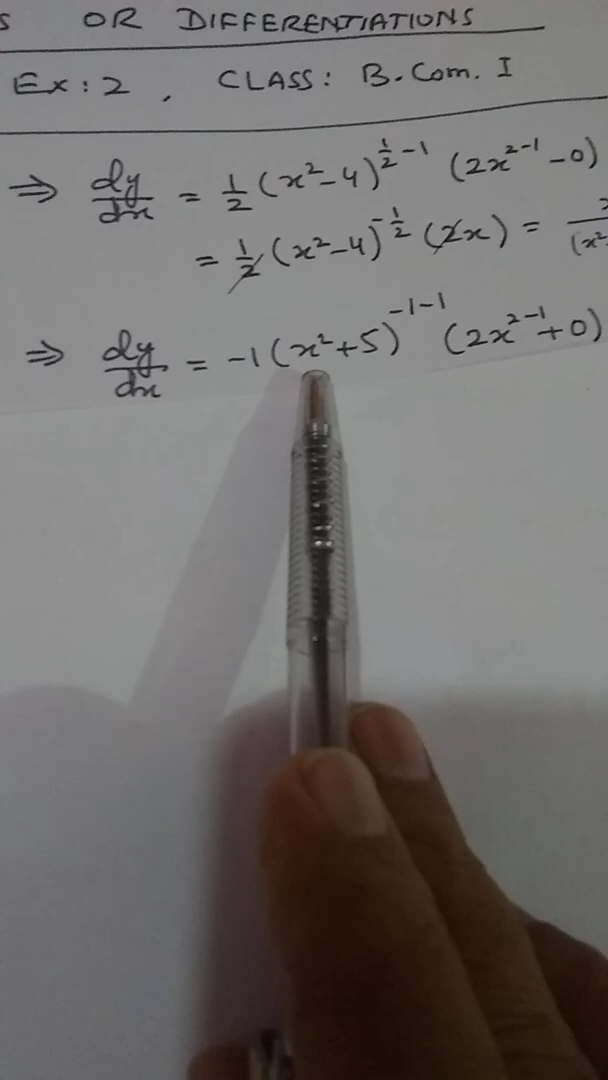 S OR DIFFERENTIATIONS
Ex: 2, CLASS: B. Com. I
⇒ dy/dx = 1/2 (x² - 4)^(1/2 - 1) (2x^(2-1) - 0)
= 1/2 (x² - 4)^(-1/2) (2x) = (x²
⇒ dy/dx = -1 (x² + 5)^(-1-1) (2x^(2-1) + 0)